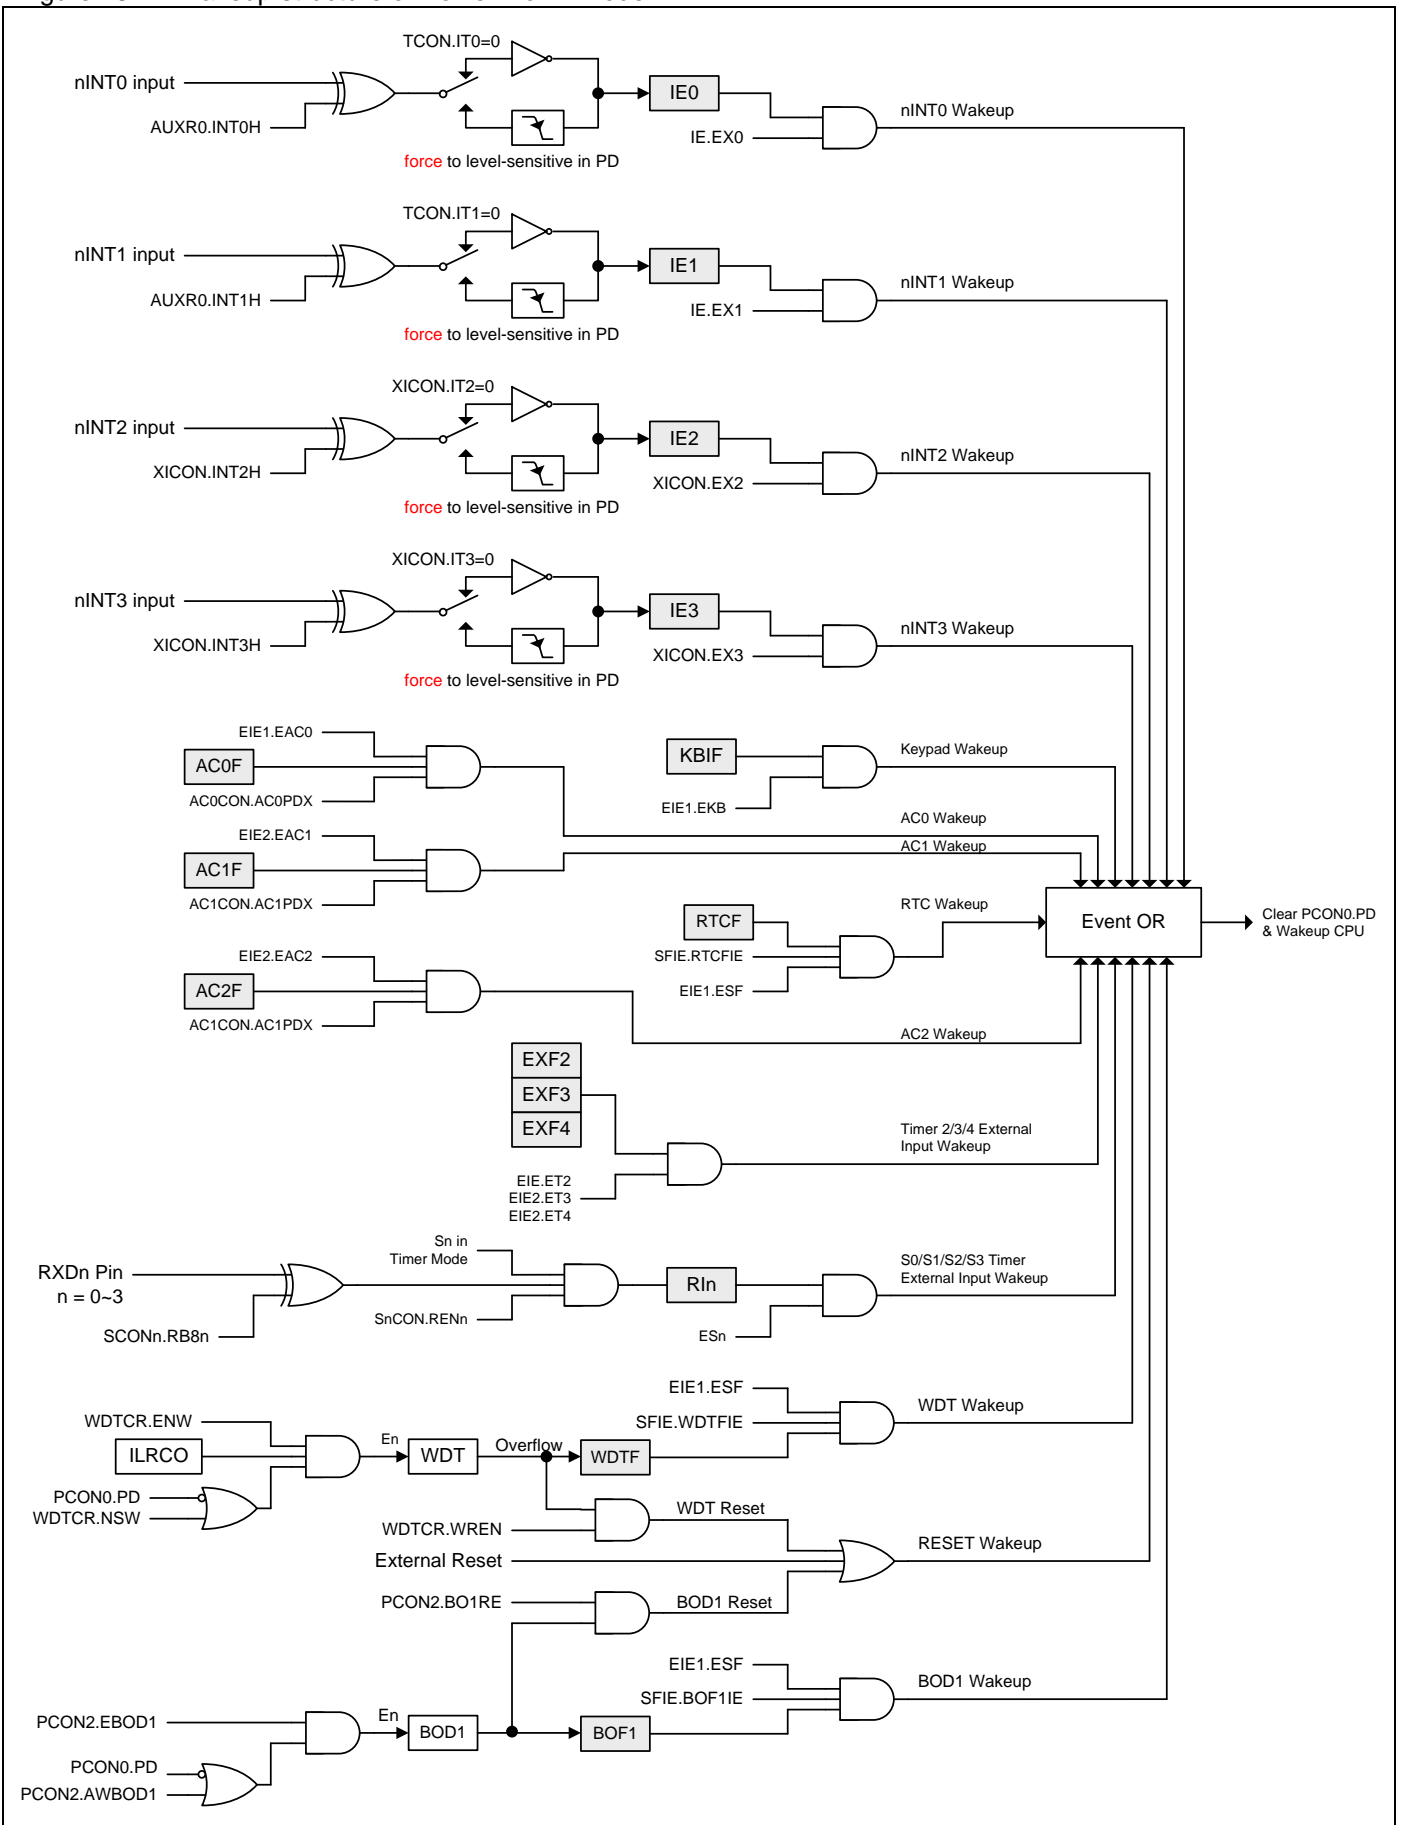 TCON.IT0=0
nINT0 input
AUXR0.INT0H
IE0
IE.EX0
nINT0 Wakeup
force to level-sensitive in PD
TCON.IT1=0
nINT1 input
AUXR0.INT1H
IE1
IE.EX1
nINT1 Wakeup
force to level-sensitive in PD
XICON.IT2=0
nINT2 input
XICON.INT2H
IE2
XICON.EX2
nINT2 Wakeup
force to level-sensitive in PD
XICON.IT3=0
nINT3 input
XICON.INT3H
IE3
XICON.EX3
nINT3 Wakeup
force to level-sensitive in PD
EIE1.EAC0
AC0F
AC0CON.AC0PDX
KBIF
EIE1.EKB
Keypad Wakeup
AC0 Wakeup
EIE2.EAC1
AC1F
AC1CON.AC1PDX
AC1 Wakeup
RTCF
SFIE.RTCFIE
EIE1.ESF
RTC Wakeup
Event OR
Clear PCON0.PD
& Wakeup CPU
EIE2.EAC2
AC2F
AC1CON.AC1PDX
AC2 Wakeup
EXF2
EXF3
EXF4
EIE.ET2
EIE2.ET3
EIE2.ET4
Timer 2/3/4 External
Input Wakeup
RXDn Pin
n = 0~3
SCONn.RB8n
Sn in
Timer Mode
SnCON.RENn
RIn
ESn
S0/S1/S2/S3 Timer
External Input Wakeup
EIE1.ESF
SFIE.WDTFIE
WDT Wakeup
WDTCR.ENW
ILRCO
PCON0.PD
WDTCR.NSW
En
WDT
Overflow
WDTF
WDTCR.WREN
WDT Reset
External Reset
RESET Wakeup
PCON2.BO1RE
BOD1 Reset
EIE1.ESF
SFIE.BOF1IE
BOD1 Wakeup
PCON2.EBOD1
PCON0.PD
PCON2.AWBOD1
En
BOD1
BOF1